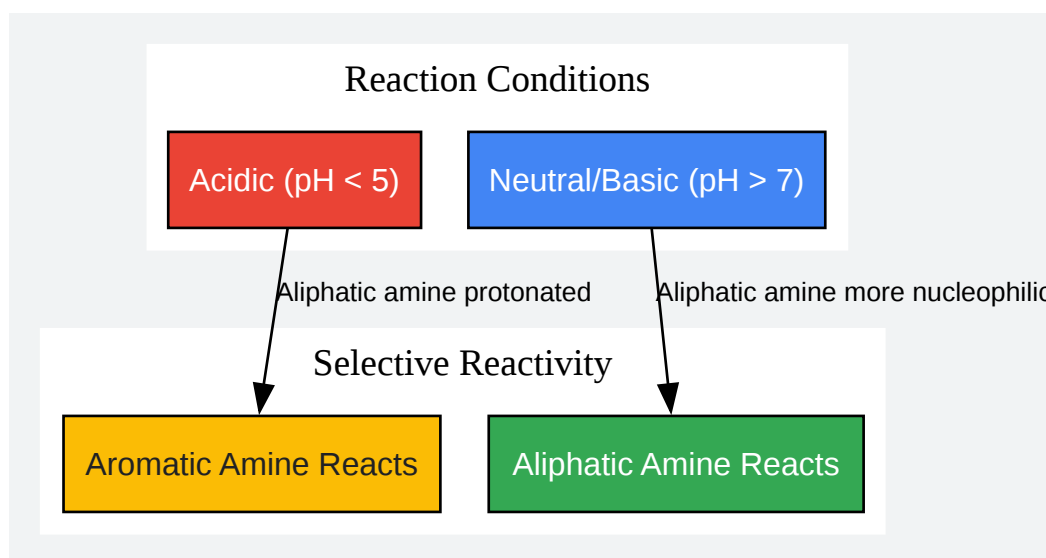 Reaction Conditions
Acidic (pH < 5)
Neutral/Basic (pH > 7)
Aliphatic amine protonated
Aliphatic amine more nucleophilic
Selective Reactivity
Aromatic Amine Reacts
Aliphatic Amine Reacts